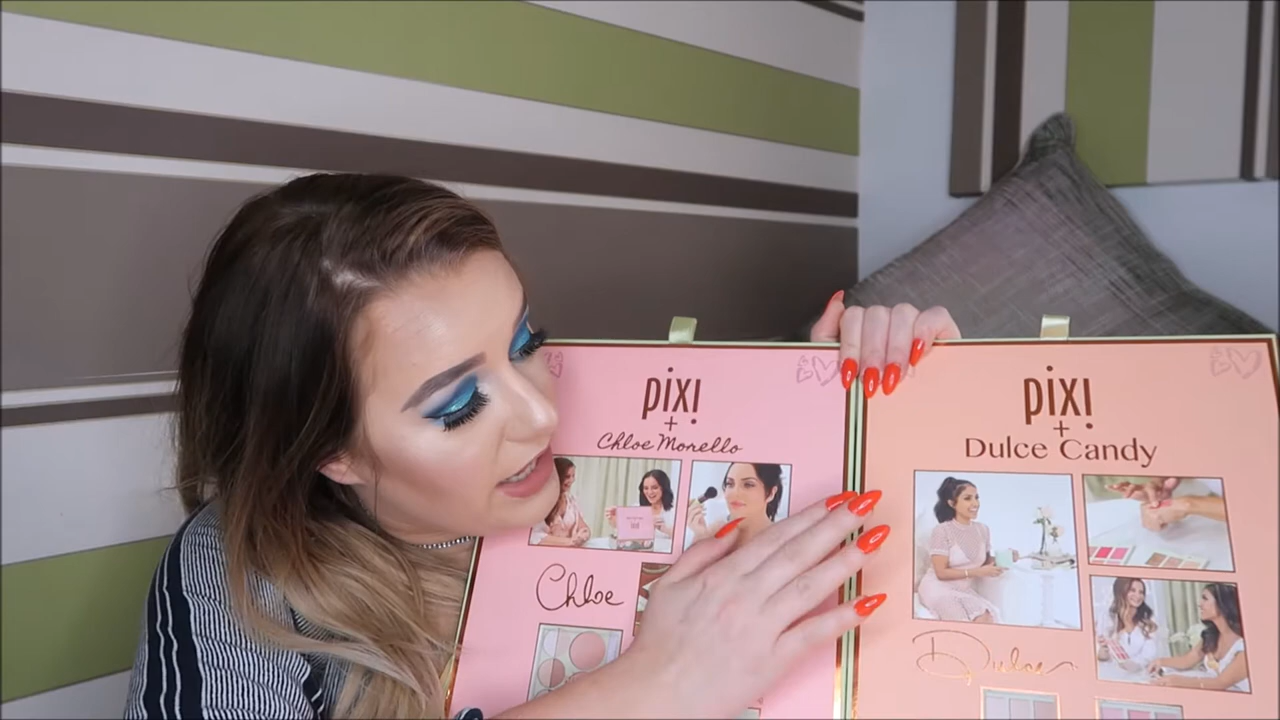 pixi
+
Chloe Morello
Chloe
pixi
+
Dulce Candy
Dulce